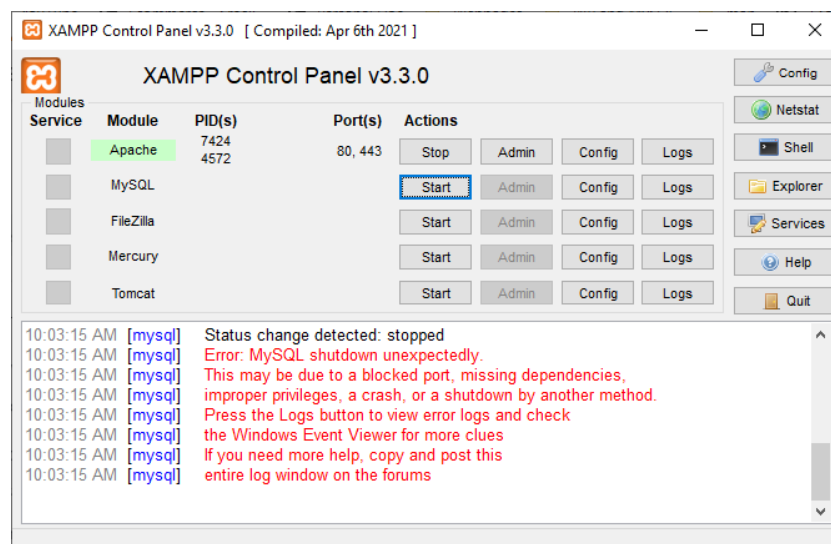 XAMPP Control Panel v3.3.0 [ Compiled: Apr 6th 2021 ]
XAMPP Control Panel v3.3.0
Config
Modules
Service Module PID(s) Port(s) Actions
Netstat
Apache 7424 4572 80, 443 Stop Admin Config Logs
Shell
MySQL Start Admin Config Logs
Explorer
FileZilla Start Admin Config Logs
Services
Mercury Start Admin Config Logs
Help
Tomcat Start Admin Config Logs
Quit
10:03:15 AM [mysql] Status change detected: stopped
10:03:15 AM [mysql] Error: MySQL shutdown unexpectedly.
10:03:15 AM [mysql] This may be due to a blocked port, missing dependencies,
10:03:15 AM [mysql] improper privileges, a crash, or a shutdown by another method.
10:03:15 AM [mysql] Press the Logs button to view error logs and check
10:03:15 AM [mysql] the Windows Event Viewer for more clues
10:03:15 AM [mysql] If you need more help, copy and post this
10:03:15 AM [mysql] entire log window on the forums